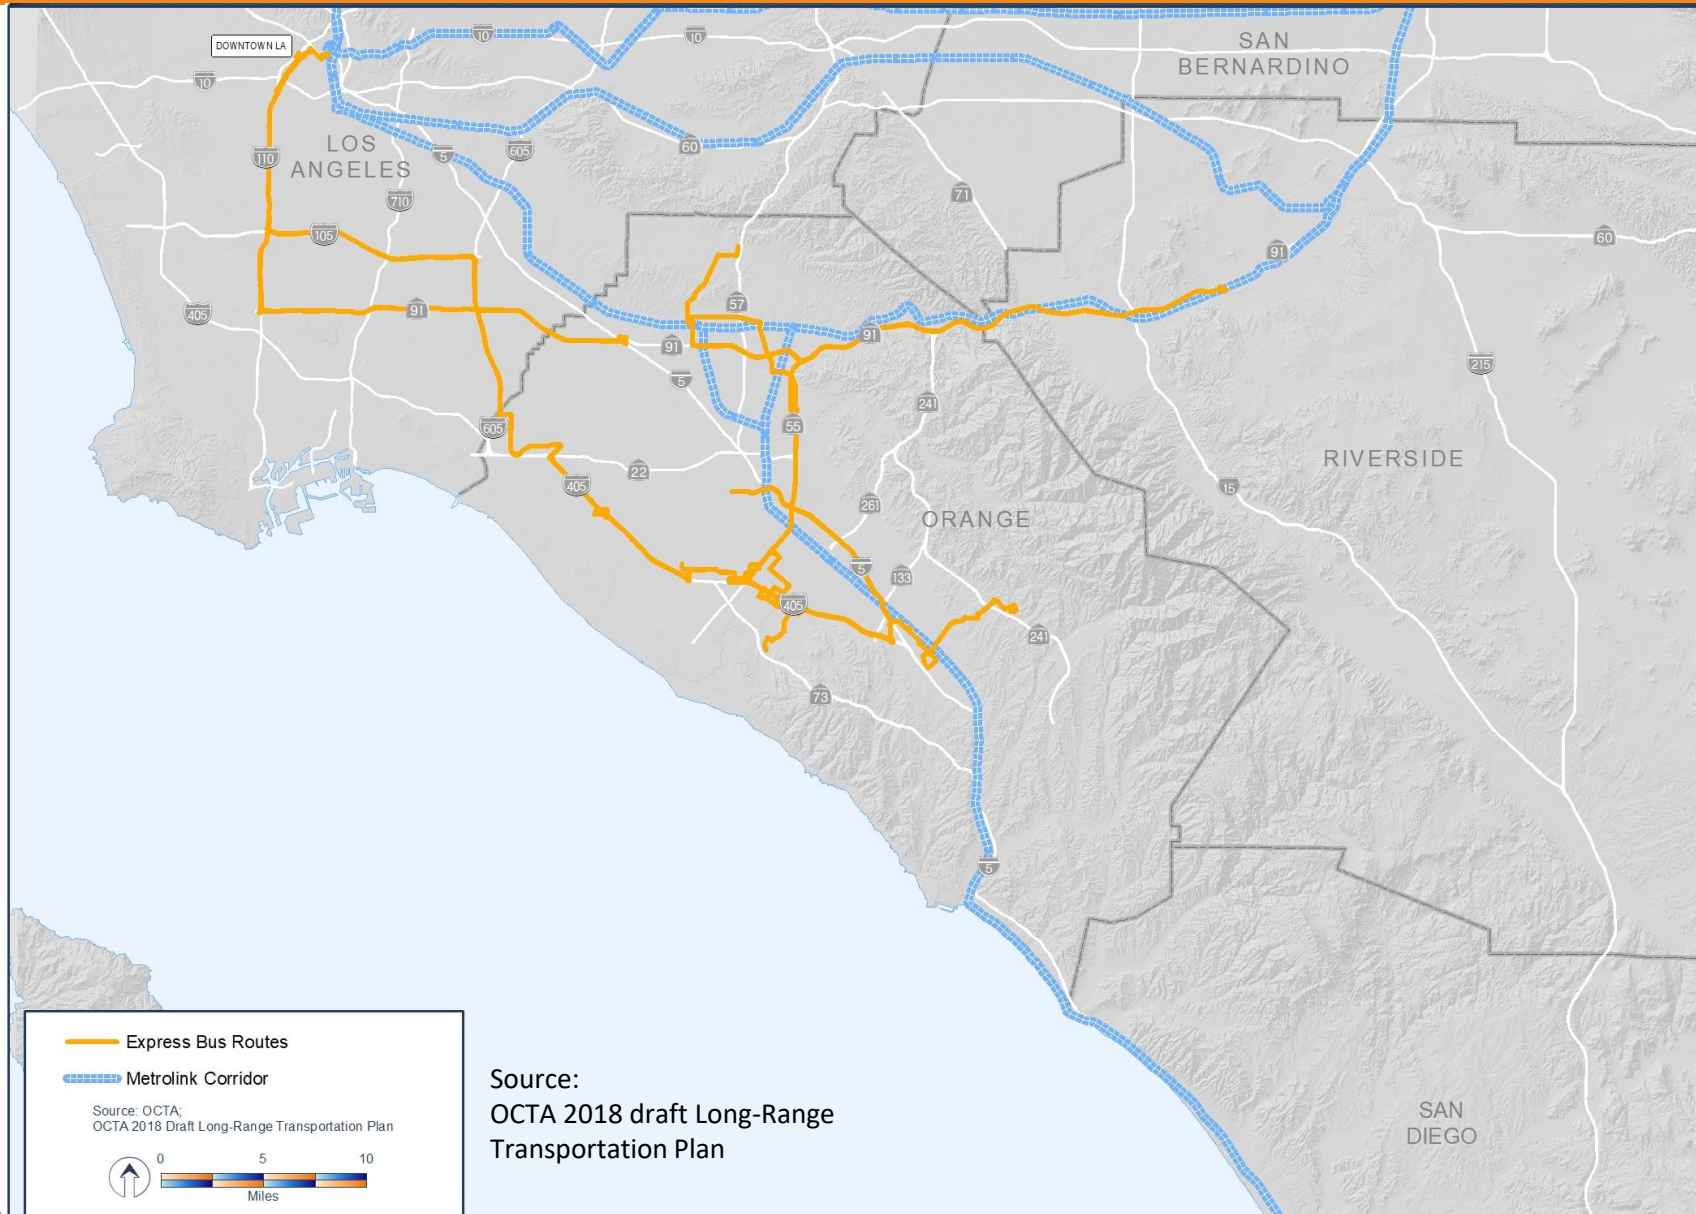 10
10
SAN
BERNARDINO
DOWNTOWN LA
10
LOS
ANGELES
110
5
605
60
710
71
105
60
91
57
405
91
91
91
5
215
241
605
55
RIVERSIDE
22
405
15
261
ORANGE
5
133
405
241
73
5
Express Bus Routes
Metrolink Corridor
Source: OCTA;
OCTA 2018 Draft Long-Range Transportation Plan
0 5 10
Miles
Source:
OCTA 2018 draft Long-Range
Transportation Plan
SAN
DIEGO